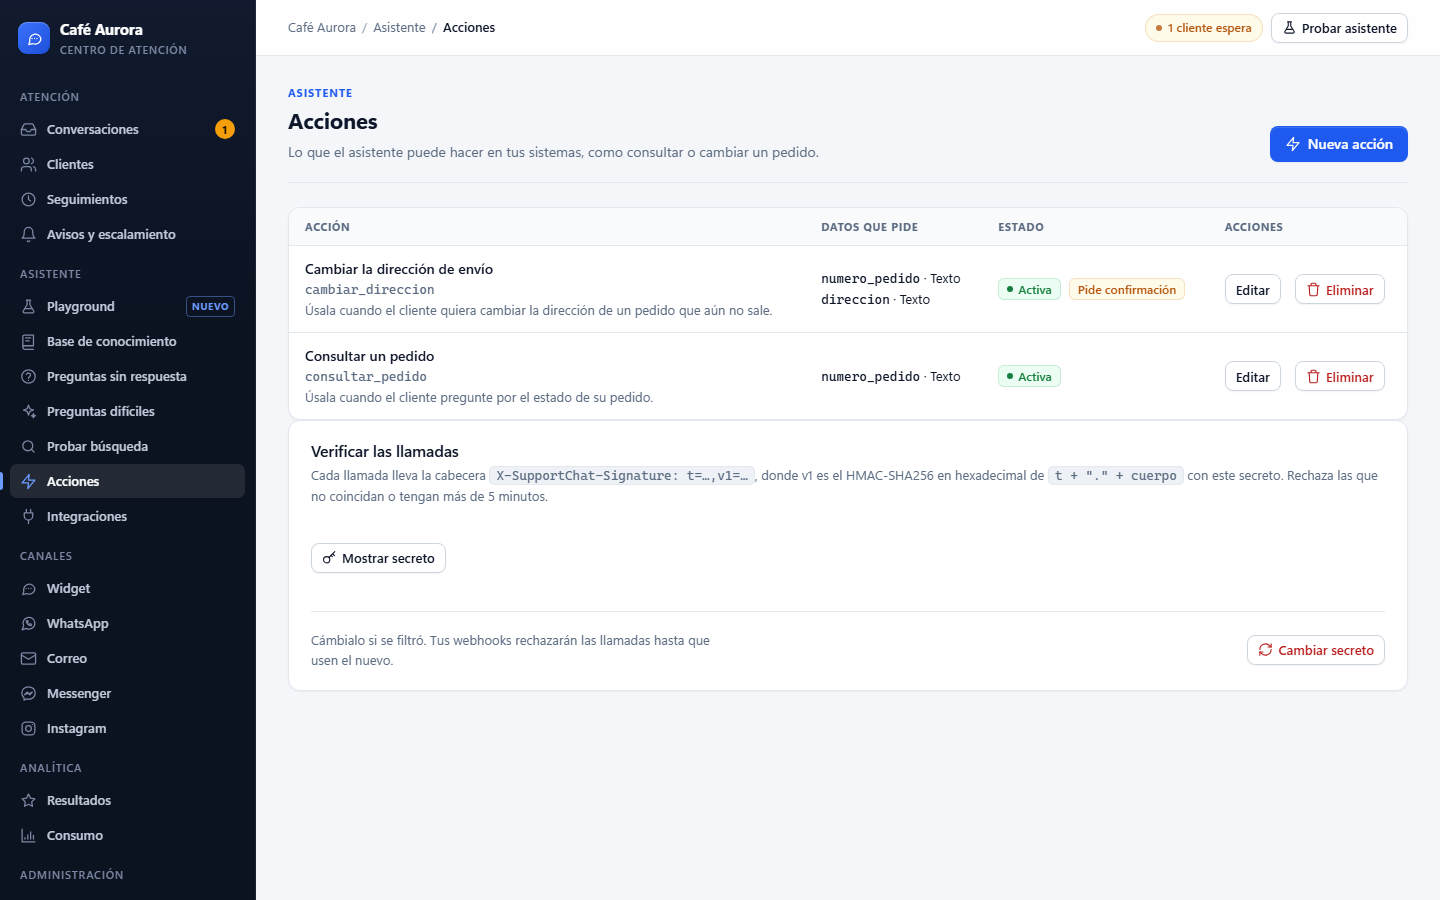 Café Aurora
CENTRO DE ATENCIÓN
ATENCIÓN
Conversaciones 1
Clientes
Seguimientos
Avisos y escalamiento
ASISTENTE
Playground NUEVO
Base de conocimiento
Preguntas sin respuesta
Preguntas difíciles
Probar búsqueda
Acciones
Integraciones
CANALES
Widget
WhatsApp
Correo
Messenger
Instagram
ANALÍTICA
Resultados
Consumo
ADMINISTRACIÓN
Café Aurora / Asistente / Acciones
1 cliente espera
Probar asistente
ASISTENTE
Acciones
Lo que el asistente puede hacer en tus sistemas, como consultar o cambiar un pedido.
Nueva acción
ACCIÓN DATOS QUE PIDE ESTADO ACCIONES
Cambiar la dirección de envío
cambiar_direccion
Úsala cuando el cliente quiera cambiar la dirección de un pedido que aún no sale.
numero_pedido · Texto
direccion · Texto
Activa Pide confirmación Editar Eliminar
Consultar un pedido
consultar_pedido
Úsala cuando el cliente pregunte por el estado de su pedido.
numero_pedido · Texto
Activa Editar Eliminar
Verificar las llamadas
Cada llamada lleva la cabecera X-SupportChat-Signature: t=…,v1=… , donde v1 es el HMAC-SHA256 en hexadecimal de t + "." + cuerpo con este secreto. Rechaza las que
no coincidan o tengan más de 5 minutos.
Mostrar secreto
Cámbialo si se filtró. Tus webhooks rechazarán las llamadas hasta que
usen el nuevo.
Cambiar secreto